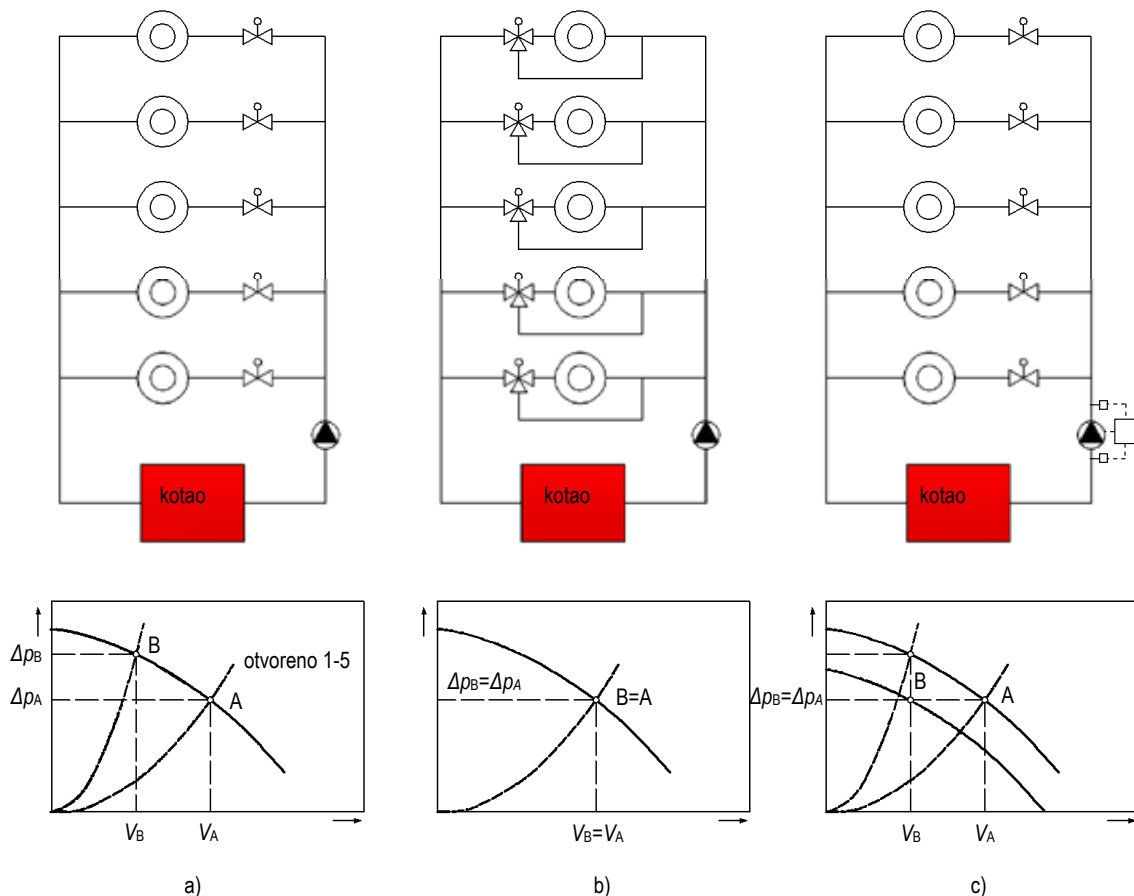 kotao
kotao
kotao
Δp_B
Δp_A
B
otvoreno 1-5
A
V_B
V_A
a)
Δp_B=Δp_A
B=A
V_B=V_A
b)
Δp_B=Δp_A
B
A
V_B
V_A
c)